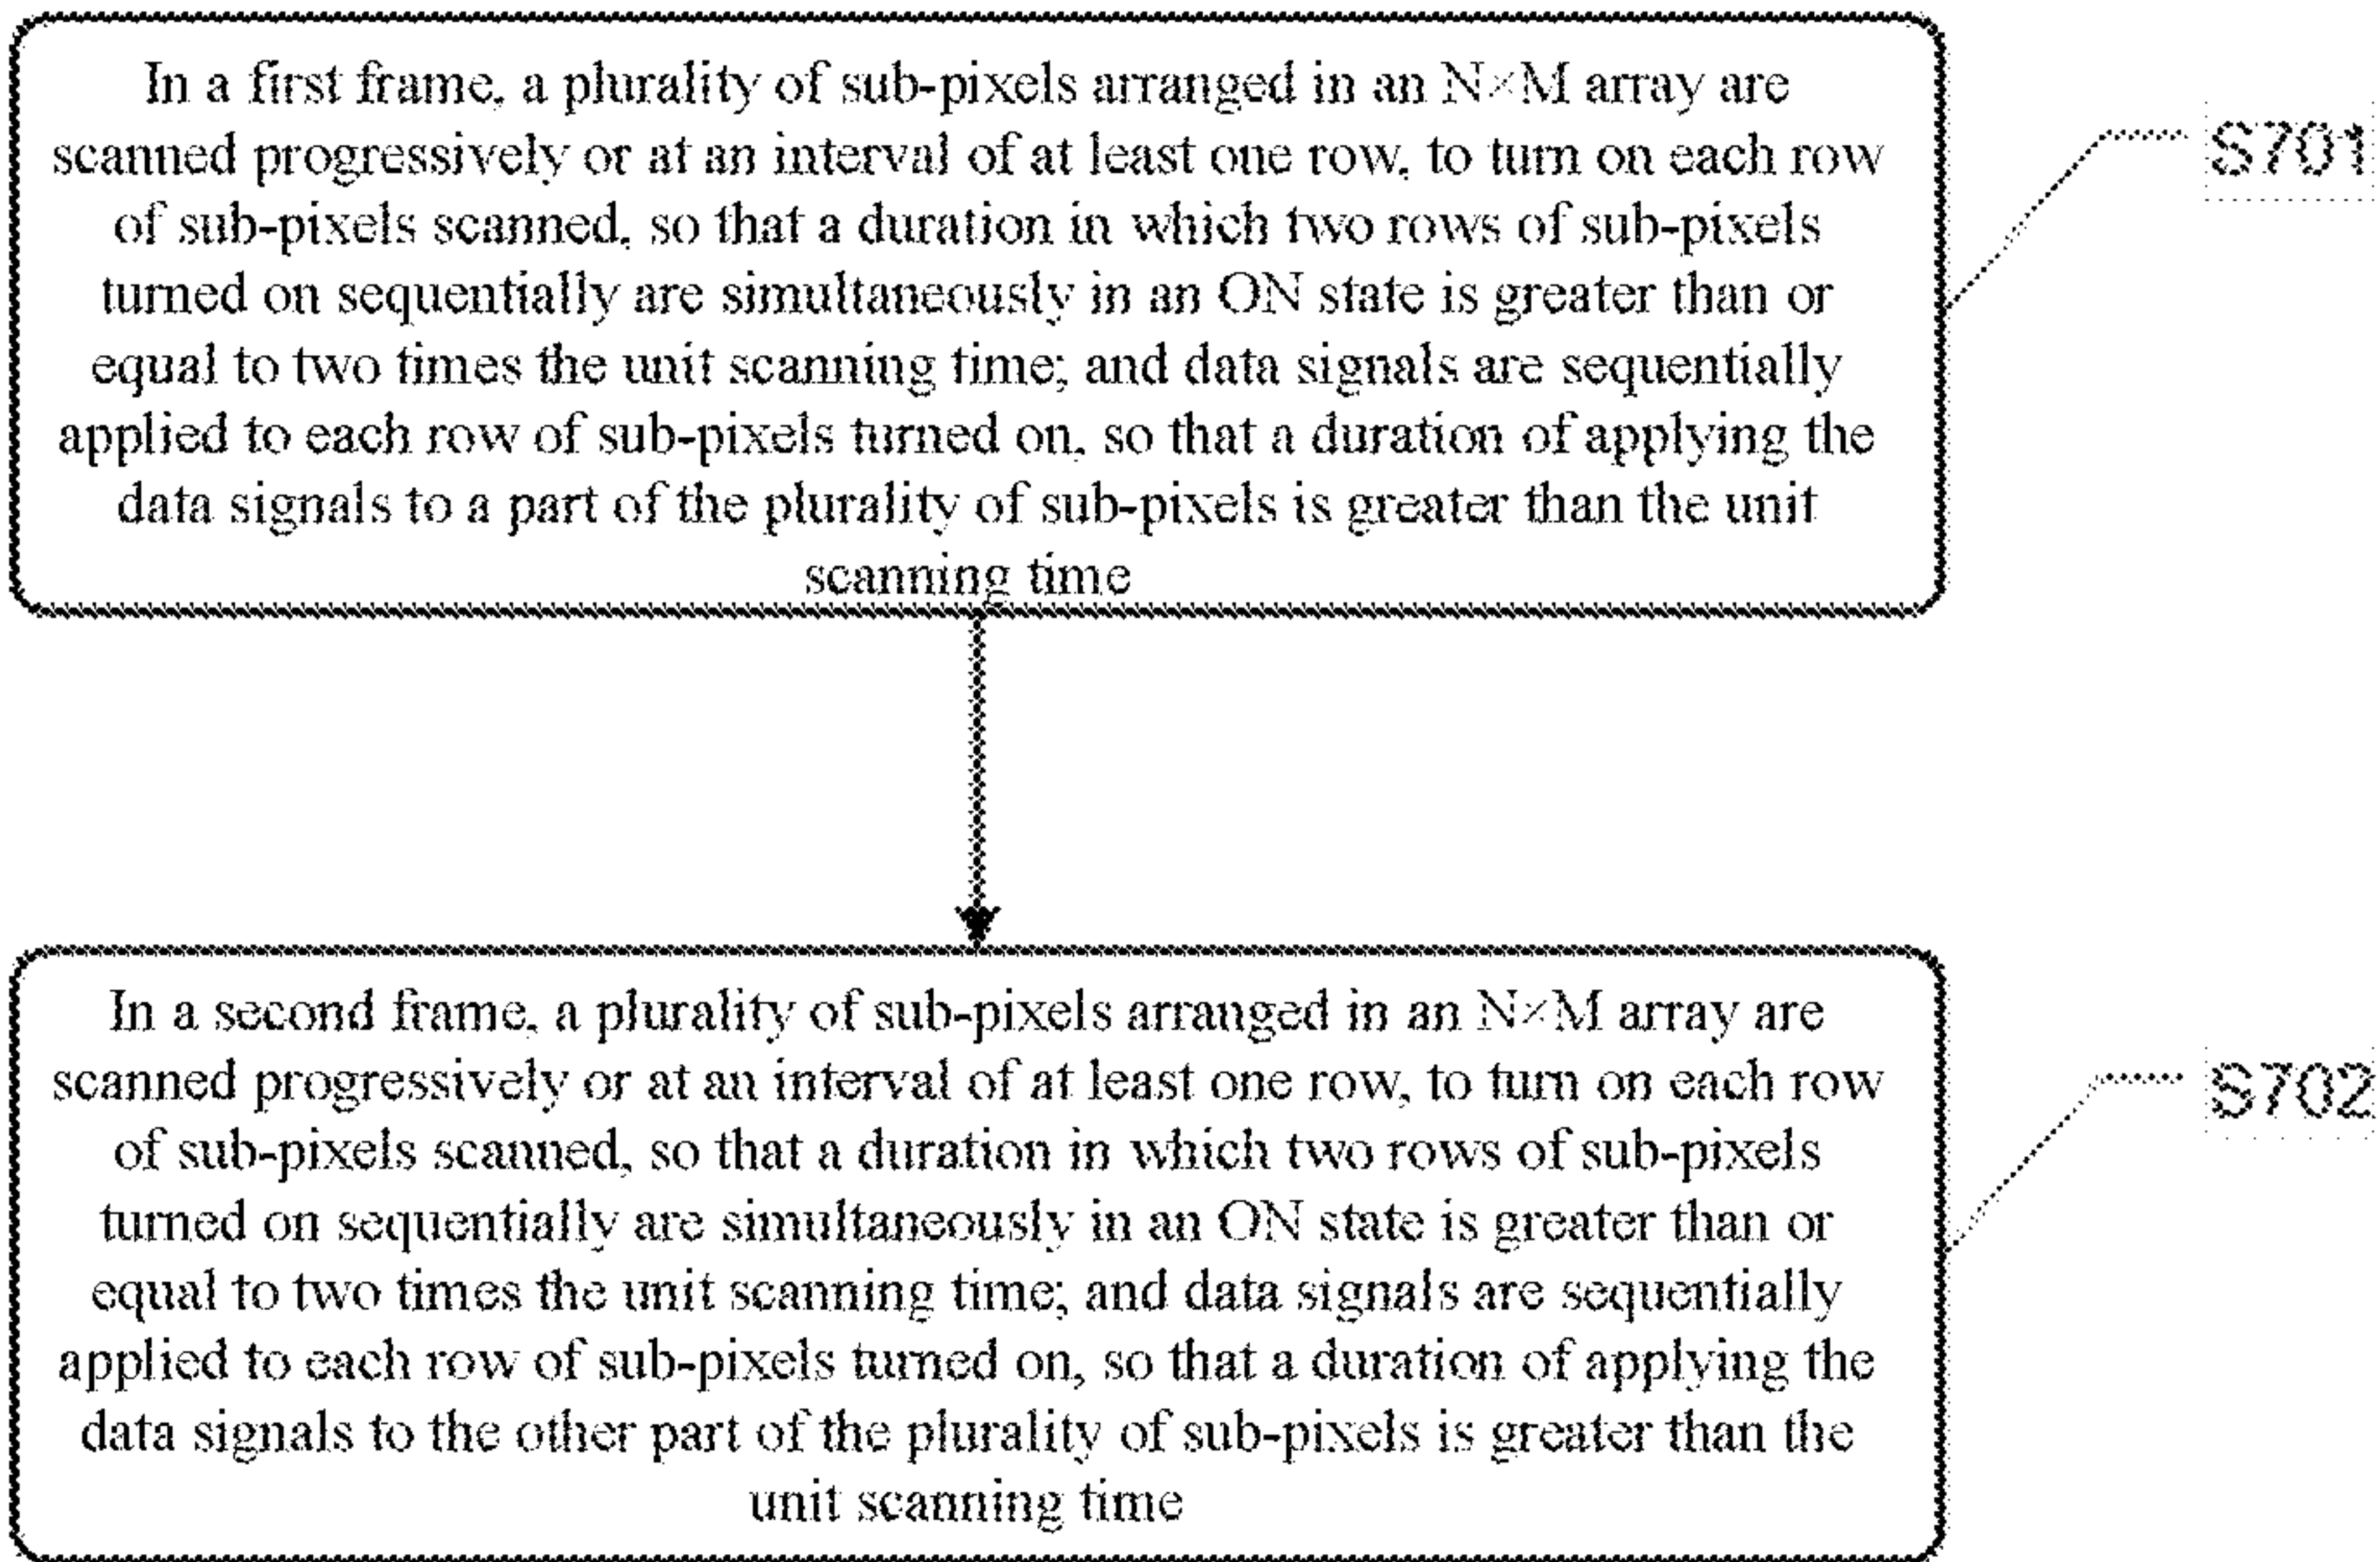 In a first frame, a plurality of sub-pixels arranged in an N×M array are
scanned progressively or at an interval of at least one row, to turn on each row
of sub-pixels scanned, so that a duration in which two rows of sub-pixels
turned on sequentially are simultaneously in an ON state is greater than or
equal to two times the unit scanning time; and data signals are sequentially
applied to each row of sub-pixels turned on, so that a duration of applying the
data signals to a part of the plurality of sub-pixels is greater than the unit
scanning time
S701
In a second frame, a plurality of sub-pixels arranged in an N×M array are
scanned progressively or at an interval of at least one row, to turn on each row
of sub-pixels scanned, so that a duration in which two rows of sub-pixels
turned on sequentially are simultaneously in an ON state is greater than or
equal to two times the unit scanning time; and data signals are sequentially
applied to each row of sub-pixels turned on, so that a duration of applying the
data signals to the other part of the plurality of sub-pixels is greater than the
unit scanning time
S702